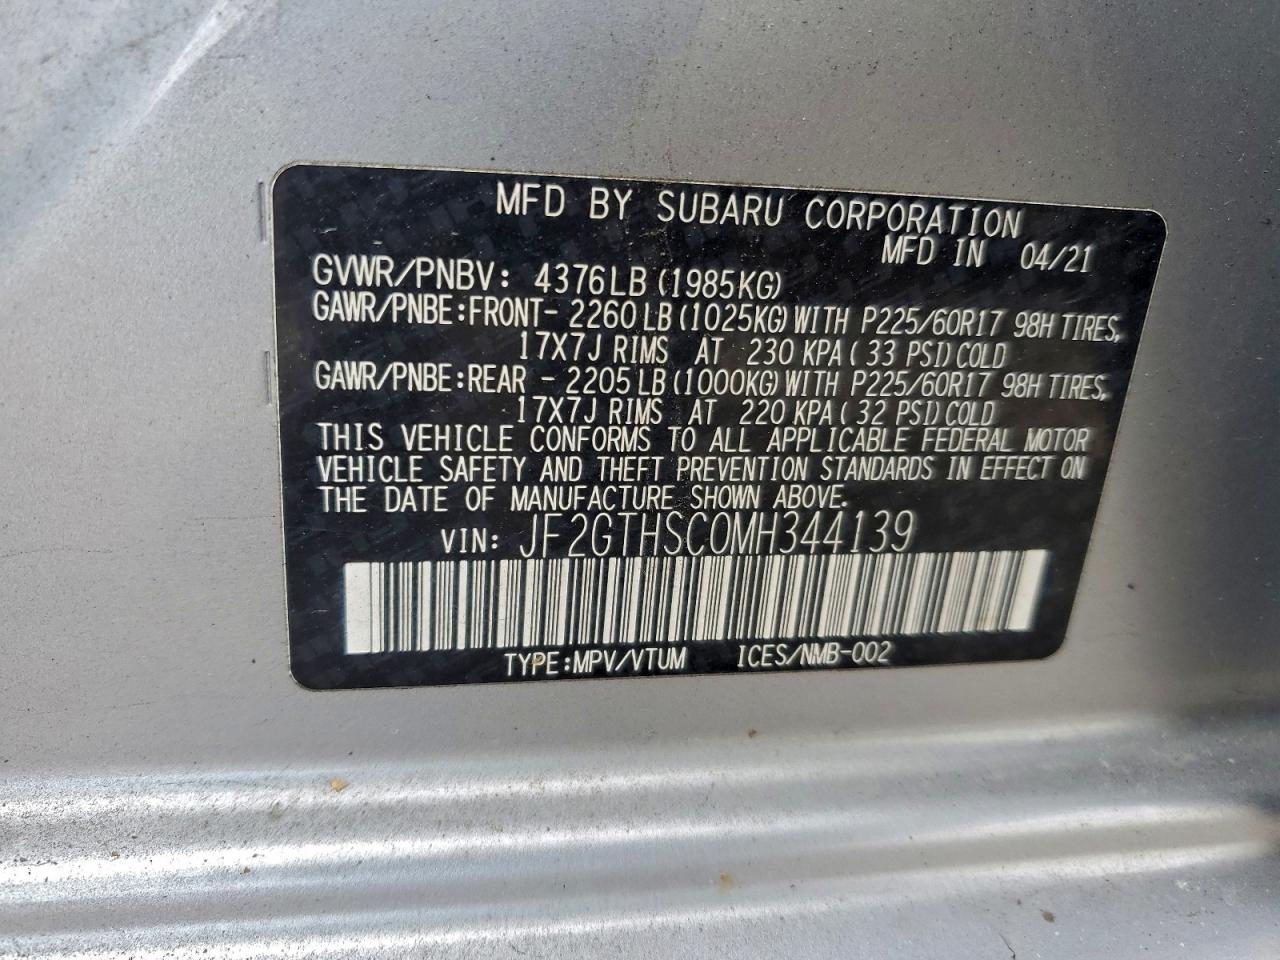 MFD BY SUBARU CORPORATION
MFD IN 04/21
GVWR/PNBV: 4376LB (1985KG)
GAWR/PNBE:FRONT- 2260 LB (1025KG) WITH P225/60R17 98H TIRES,
17X7J RIMS AT 230 KPA ( 33 PSI) COLD
GAWR/PNBE:REAR - 2205 LB (1000KG) WITH P225/60R17 98H TIRES,
17X7J RIMS AT 220 KPA ( 32 PSI) COLD
THIS VEHICLE CONFORMS TO ALL APPLICABLE FEDERAL MOTOR
VEHICLE SAFETY AND THEFT PREVENTION STANDARDS IN EFFECT ON
THE DATE OF MANUFACTURE SHOWN ABOVE.
VIN: JF2GTHSC0MH344139
TYPE:MPV/VTUM ICES/NMB-002